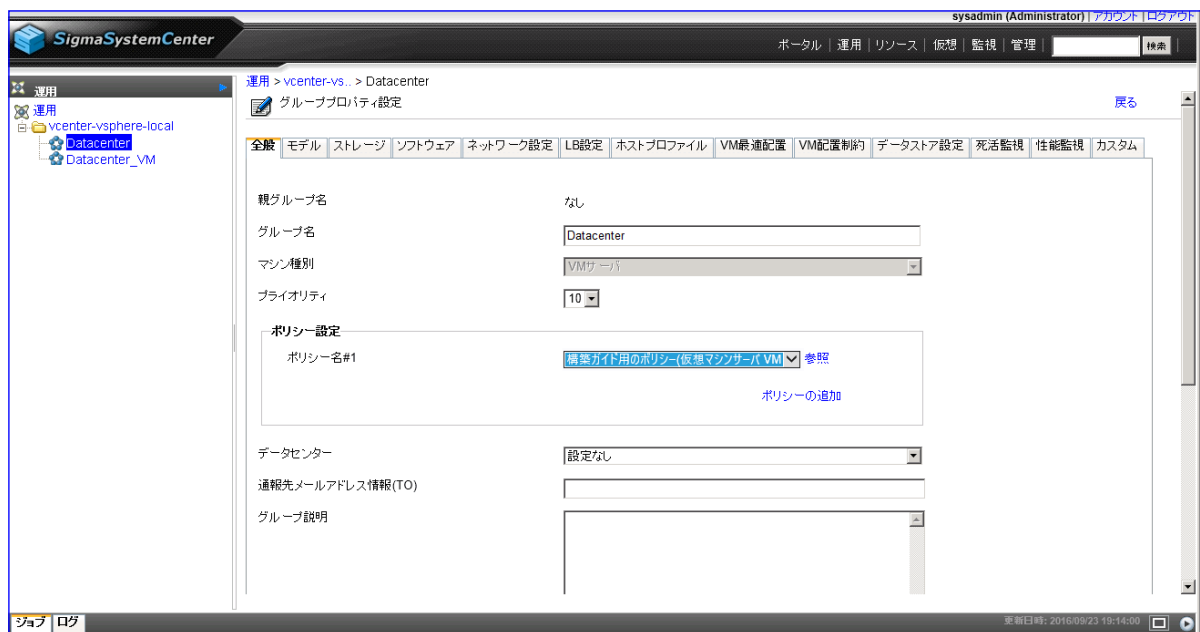 sysadmin (Administrator) | アカウント | ログアウト
SigmaSystemCenter
ポータル | 運用 | リソース | 仮想 | 監視 | 管理 |
検索
運用
運用
vcenter-vsphere-local
Datacenter
Datacenter_VM
運用 > vcenter-vs.. > Datacenter
グループプロパティ設定
戻る
全般 モデル ストレージ ソフトウェア ネットワーク設定 LB設定 ホストプロファイル VM最適配置 VM配置制約 データストア設定 死活監視 性能監視 カスタム
親グループ名 なし
グループ名 Datacenter
マシン種別 VMサーバ
プライオリティ 10
ポリシー設定
ポリシー名#1 構築ガイド用のポリシー(仮想マシンサーバ VM 参照
ポリシーの追加
データセンター 設定なし
通報先メールアドレス情報(TO)
グループ説明
ジョブ ログ
更新日時: 2016/09/23 19:14:00